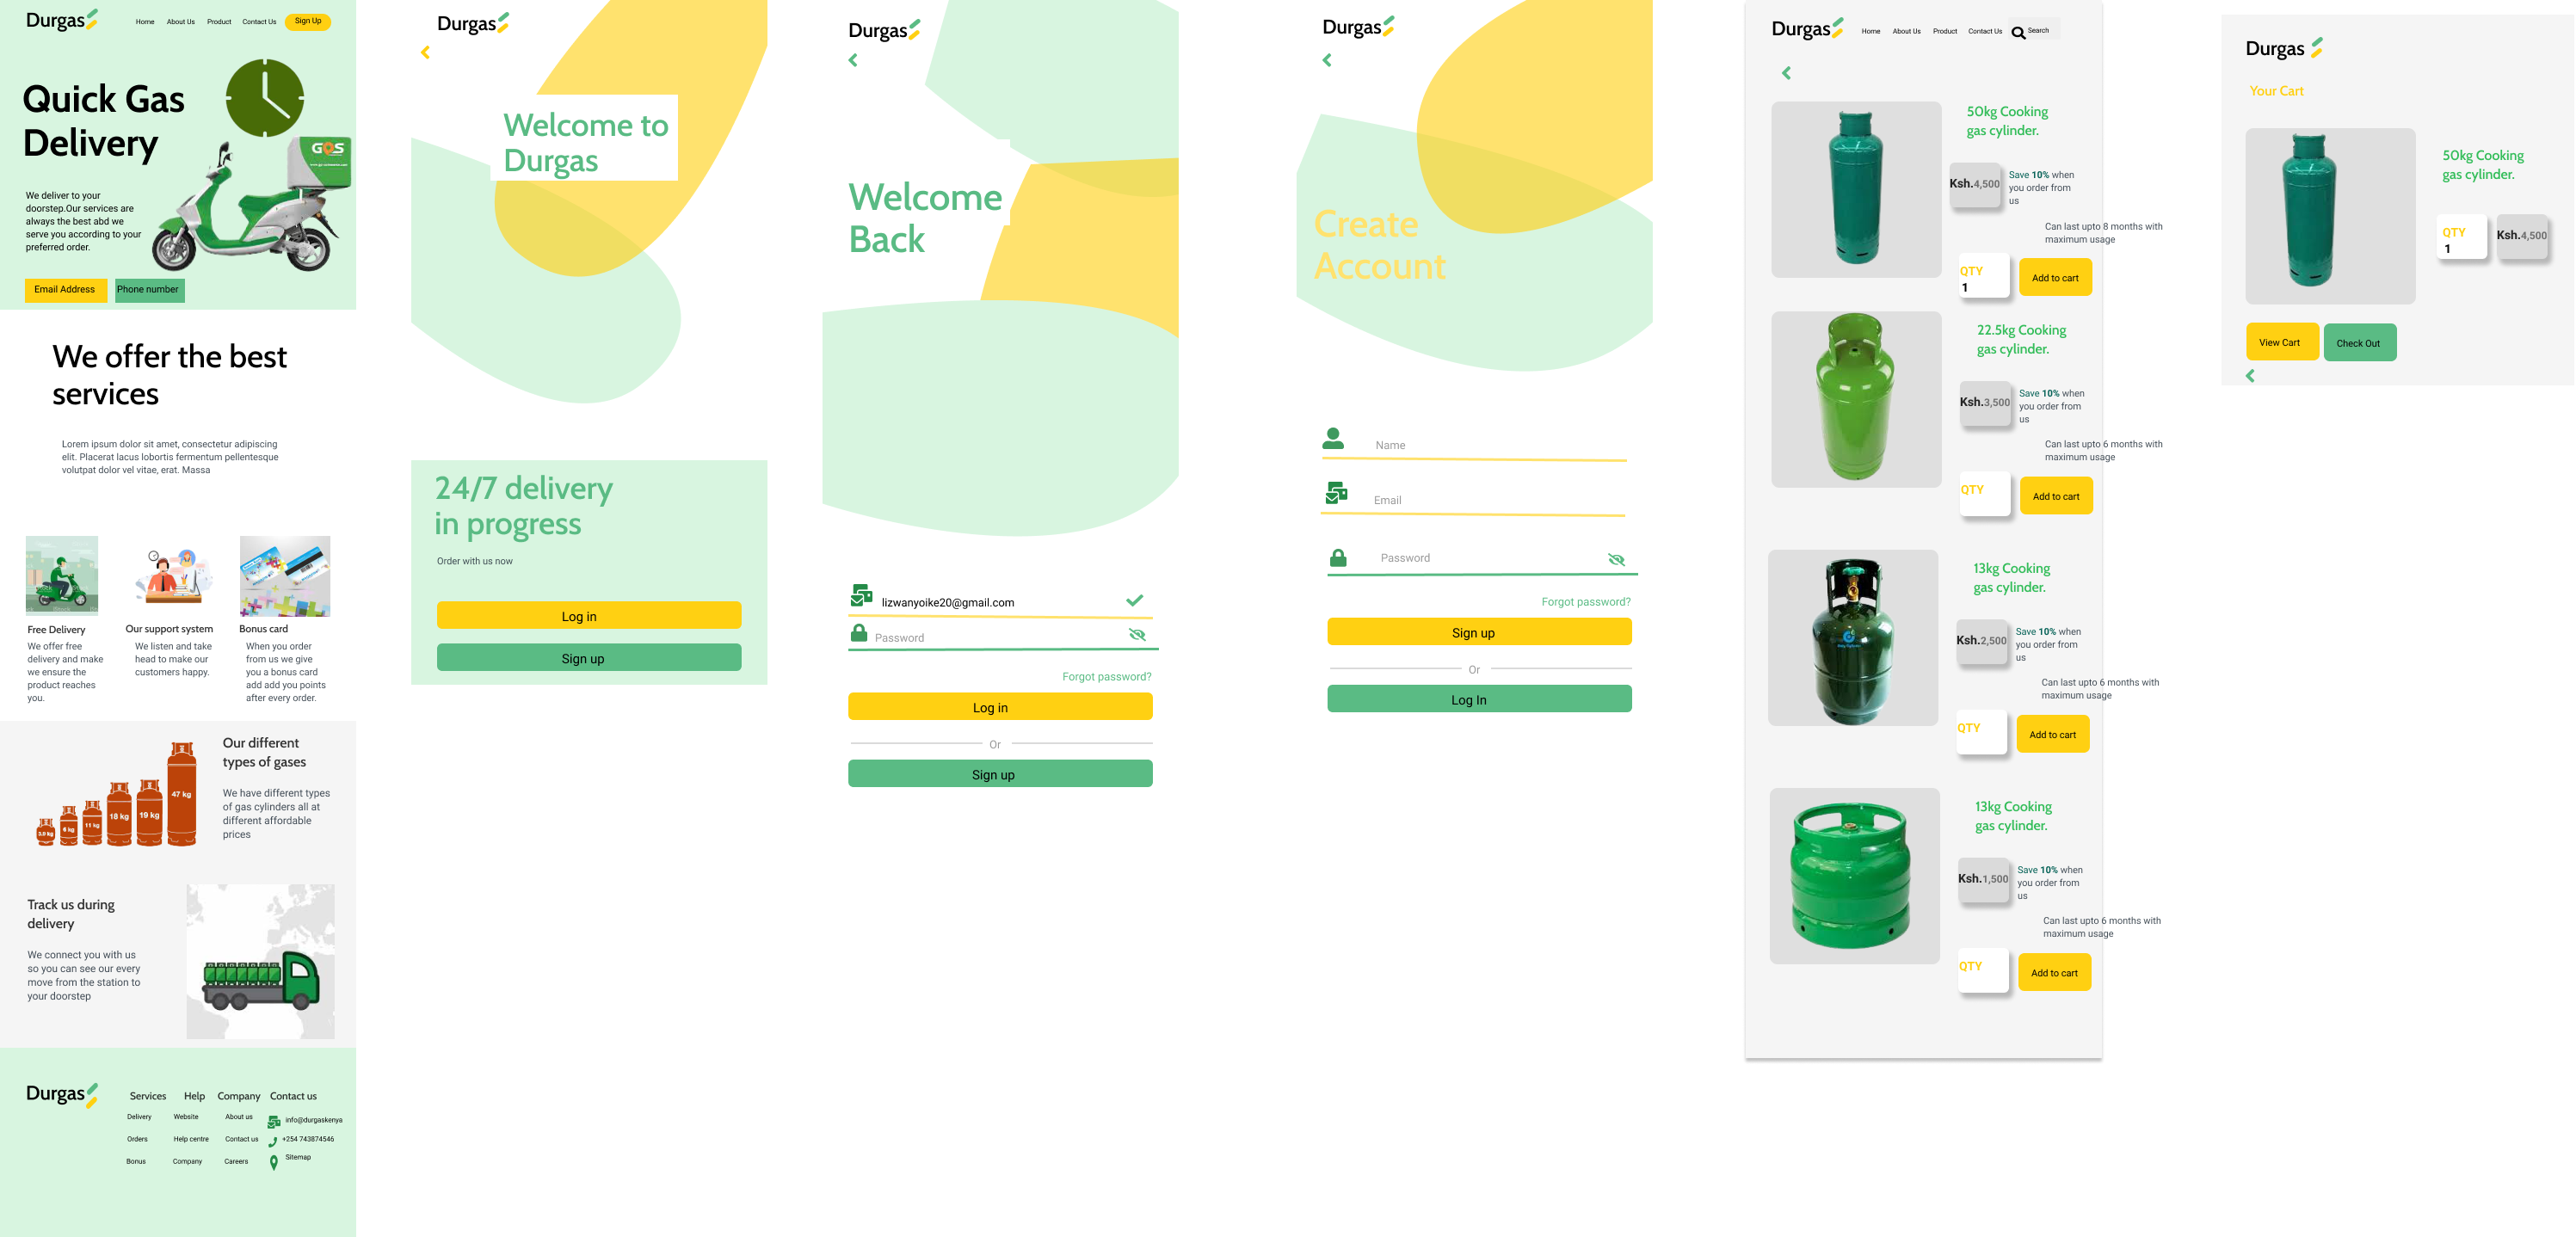 Durgas
Home About Us Product Contact Us Sign Up
Quick Gas
Delivery
GAS
We deliver to your
doorstep.Our services are
always the best abd we
serve you according to your
preferred order.
Email Address Phone number
We offer the best
services
Lorem ipsum dolor sit amet, consectetur adipiscing
elit. Placerat lacus lobortis fermentum pellentesque
volutpat dolor vel vitae, erat. Massa
Free Delivery
We offer free
delivery and make
we ensure the
product reaches
you.
Our support system
We listen and take
head to make our
customers happy.
Bonus card
When you order
from us we give
you a bonus card
add add you points
after every order.
3.9 kg 6 kg 11 kg 18 kg 19 kg 47 kg
Our different
types of gases
We have different types
of gas cylinders all at
different affordable
prices
Track us during
delivery
We connect you with us
so you can see our every
move from the station to
your doorstep
Durgas
Services Help Company Contact us
Delivery Website About us info@durgaskenya
Orders Help centre Contact us +254 743874546
Bonus Company Careers Sitemap
Durgas
Welcome to
Durgas
24/7 delivery
in progress
Order with us now
Log in
Sign up
Durgas
Welcome
Back
lizwanyoike20@gmail.com
Password
Forgot password?
Log in
Or
Sign up
Durgas
Create
Account
Name
Email
Password
Forgot password?
Sign up
Or
Log In
Durgas
Home About Us Product Contact Us Search
50kg Cooking
gas cylinder.
Ksh.4,500
Save 10% when
you order from
us
Can last upto 8 months with
maximum usage
QTY
1
Add to cart
22.5kg Cooking
gas cylinder.
Ksh.3,500
Save 10% when
you order from
us
Can last upto 6 months with
maximum usage
QTY
Add to cart
13kg Cooking
gas cylinder.
Ksh.2,500
Save 10% when
you order from
us
Can last upto 6 months with
maximum usage
QTY
Add to cart
13kg Cooking
gas cylinder.
Ksh.1,500
Save 10% when
you order from
us
Can last upto 6 months with
maximum usage
QTY
Add to cart
Durgas
Your Cart
50kg Cooking
gas cylinder.
QTY
1
Ksh.4,500
View Cart Check Out